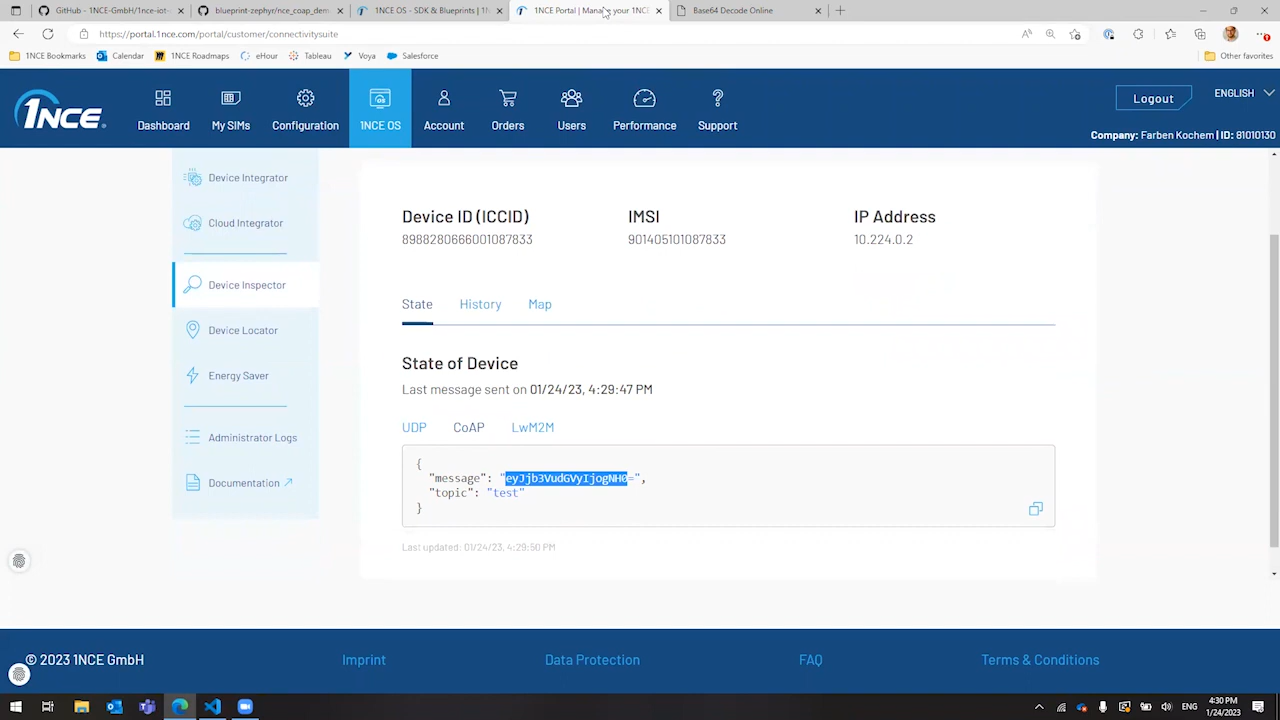 GitHub - 1NCE-GmbH/1nce-iot-
blueprint-zephyr/nce_coap_demo
1NCE OS - SDK & Blueprints | 1N
1NCE Portal | Manage your 1NCE
Base64 Decode Online
https://portal.1nce.com/portal/customer/connectivitysuite
1NCE Bookmarks
Calendar
1NCE Roadmaps
eHour
Tableau
Voya
Salesforce
Other favorites
1NCE
Dashboard
My SIMs
Configuration
1NCE OS
Account
Orders
Users
Performance
Support
Logout
ENGLISH
Company: Farben Kochem | ID: 81010130
Device Integrator
Cloud Integrator
Device Inspector
Device Locator
Energy Saver
Administrator Logs
Documentation
Device ID (ICCID)
IMSI
IP Address
8988280666001087833
901405101087833
10.224.0.2
State
History
Map
State of Device
Last message sent on 01/24/23, 4:29:47 PM
UDP
CoAP
LwM2M
{
"message": "eyJjb3VudGVyIjogNH0=",
"topic": "test"
}
Last updated: 01/24/23, 4:29:50 PM
© 2023 1NCE GmbH
Imprint
Data Protection
FAQ
Terms & Conditions
ENG
4:30 PM
1/24/2023